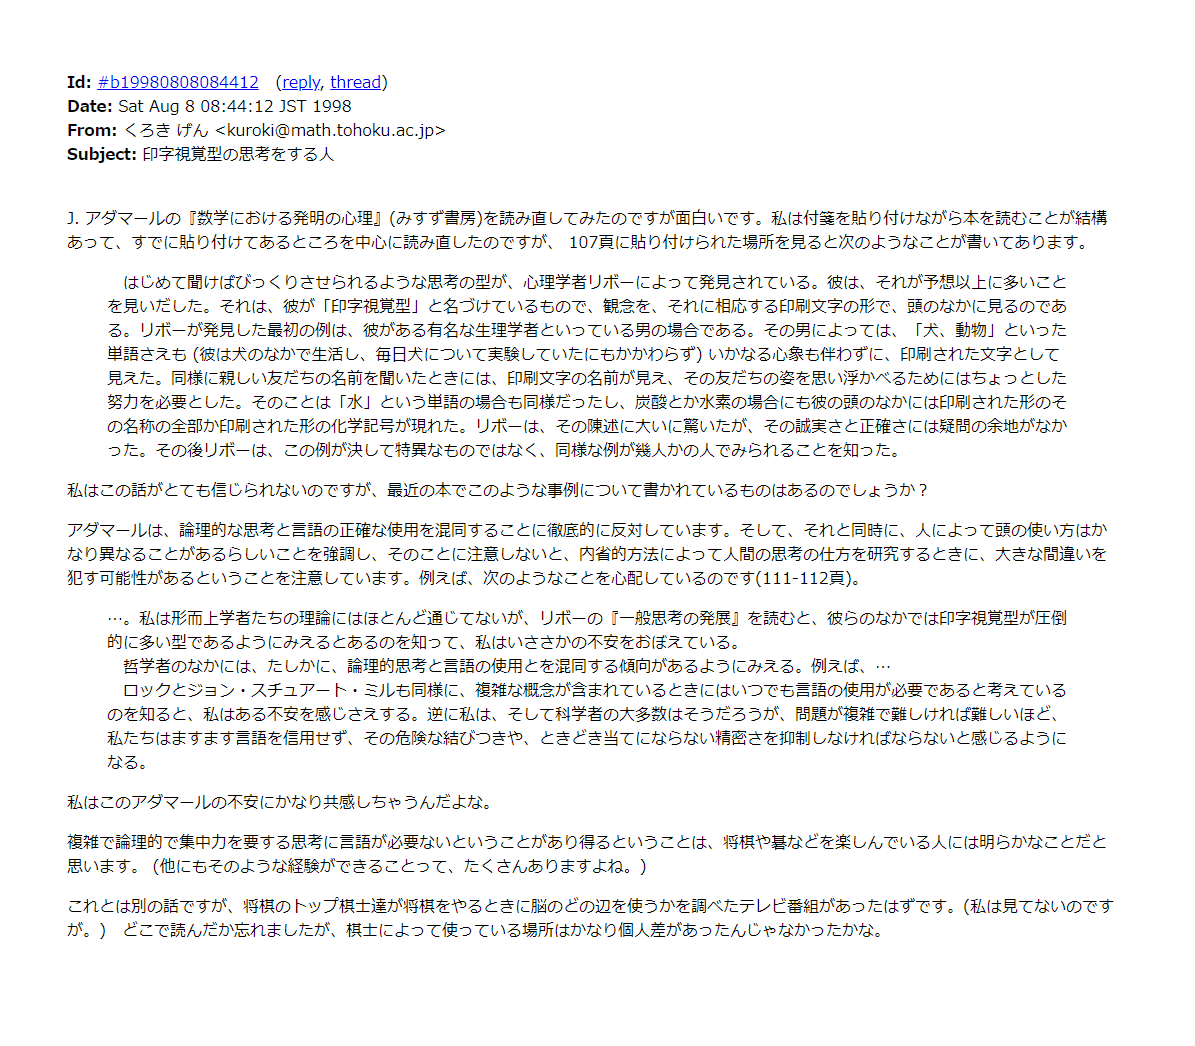 Id: #b19980808084412 (reply, thread)
Date: Sat Aug 8 08:44:12 JST 1998
From: くろき げん <kuroki@math.tohoku.ac.jp>
Subject: 印字視覚型の思考をする人
J. アダマールの『数学における発明の心理』(みすず書房)を読み直してみたのですが面白いです。私は付箋を貼り付けながら本を読むことが結構
あって、すでに貼り付けてあるところを中心に読み直したのですが、 107頁に貼り付けられた場所を見ると次のようなことが書いてあります。
はじめて聞けばびっくりさせられるような思考の型が、心理学者リボーによって発見されている。彼は、それが予想以上に多いこと
を見いだした。それは、彼が「印字視覚型」と名づけているもので、観念を、それに相応する印刷文字の形で、頭のなかに見るのであ
る。リボーが発見した最初の例は、彼がある有名な生理学者といっている男の場合である。その男によっては、「犬、動物」といった
単語さえも (彼は犬のなかで生活し、毎日犬について実験していたにもかかわらず) いかなる心象も伴わずに、印刷された文字として
見えた。同様に親しい友だちの名前を聞いたときには、印刷文字の名前が見え、その友だちの姿を思い浮かべるためにはちょっとした
努力を必要とした。そのことは「水」という単語の場合も同様だったし、炭酸とか水素の場合にも彼の頭のなかには印刷された形のそ
の名称の全部か印刷された形の化学記号が現れた。リボーは、その陳述に大いに驚いたが、その誠実さと正確さには疑問の余地がなか
った。その後リボーは、この例が決して特異なものではなく、同様な例が幾人かの人でみられることを知った。
私はこの話がとても信じられないのですが、最近の本でこのような事例について書かれているものはあるのでしょうか？
アダマールは、論理的な思考と言語の正確な使用を混同することに徹底的に反対しています。そして、それと同時に、人によって頭の使い方はか
なり異なることがあるらしいことを強調し、そのことに注意しないと、内省的方法によって人間の思考の仕方を研究するときに、大きな間違いを
犯す可能性があるということを注意しています。例えば、次のようなことを心配しているのです(111-112頁)。
…。私は形而上学者たちの理論にはほとんど通じてないが、リボーの『一般思考の発展』を読むと、彼らのなかでは印字視覚型が圧倒
的に多い型であるようにみえるとあるのを知って、私はいささかの不安をおぼえている。
哲学者のなかには、たしかに、論理的思考と言語の使用とを混同する傾向があるようにみえる。例えば、…
ロックとジョン・スチュアート・ミルも同様に、複雑な概念が含まれているときにはいつでも言語の使用が必要であると考えている
のを知ると、私はある不安を感じさえする。逆に私は、そして科学者の大多数はそうだろうが、問題が複雑で難しければ難しいほど、
私たちはますます言語を信用せず、その危険な結びつきや、ときどき当てにならない精密さを抑制しなければならないと感じるように
なる。
私はこのアダマールの不安にかなり共感しちゃうんだよな。
複雑で論理的で集中力を要する思考に言語が必要ないということがあり得るということは、将棋や碁などを楽しんでいる人には明らかなことだと
思います。 (他にもそのような経験ができることって、たくさんありますよね。)
これとは別の話ですが、将棋のトップ棋士達が将棋をやるときに脳のどの辺を使うかを調べたテレビ番組があったはずです。(私は見てないのです
が。)　どこで読んだか忘れましたが、棋士によって使っている場所はかなり個人差があったんじゃなかったかな。